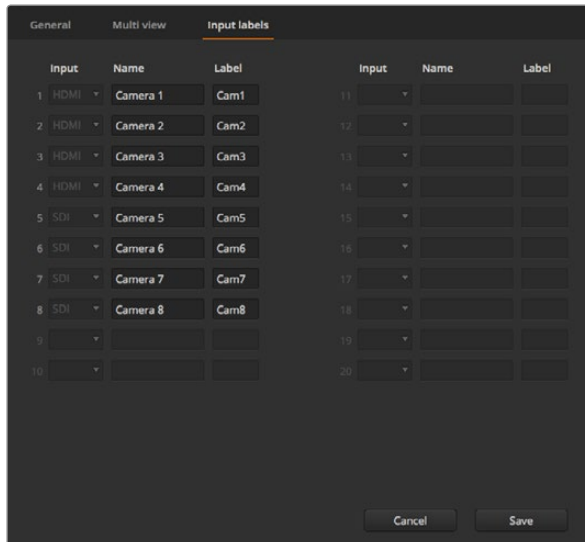 General Multi view Input labels
Input Name Label Input Name Label
1 HDMI Camera 1 Cam1 11
2 HDMI Camera 2 Cam2 12
3 HDMI Camera 3 Cam3 13
4 HDMI Camera 4 Cam4 14
5 SDI Camera 5 Cam5 15
6 SDI Camera 6 Cam6 16
7 SDI Camera 7 Cam7 17
8 SDI Camera 8 Cam8 18
9 19
10 20
Cancel Save